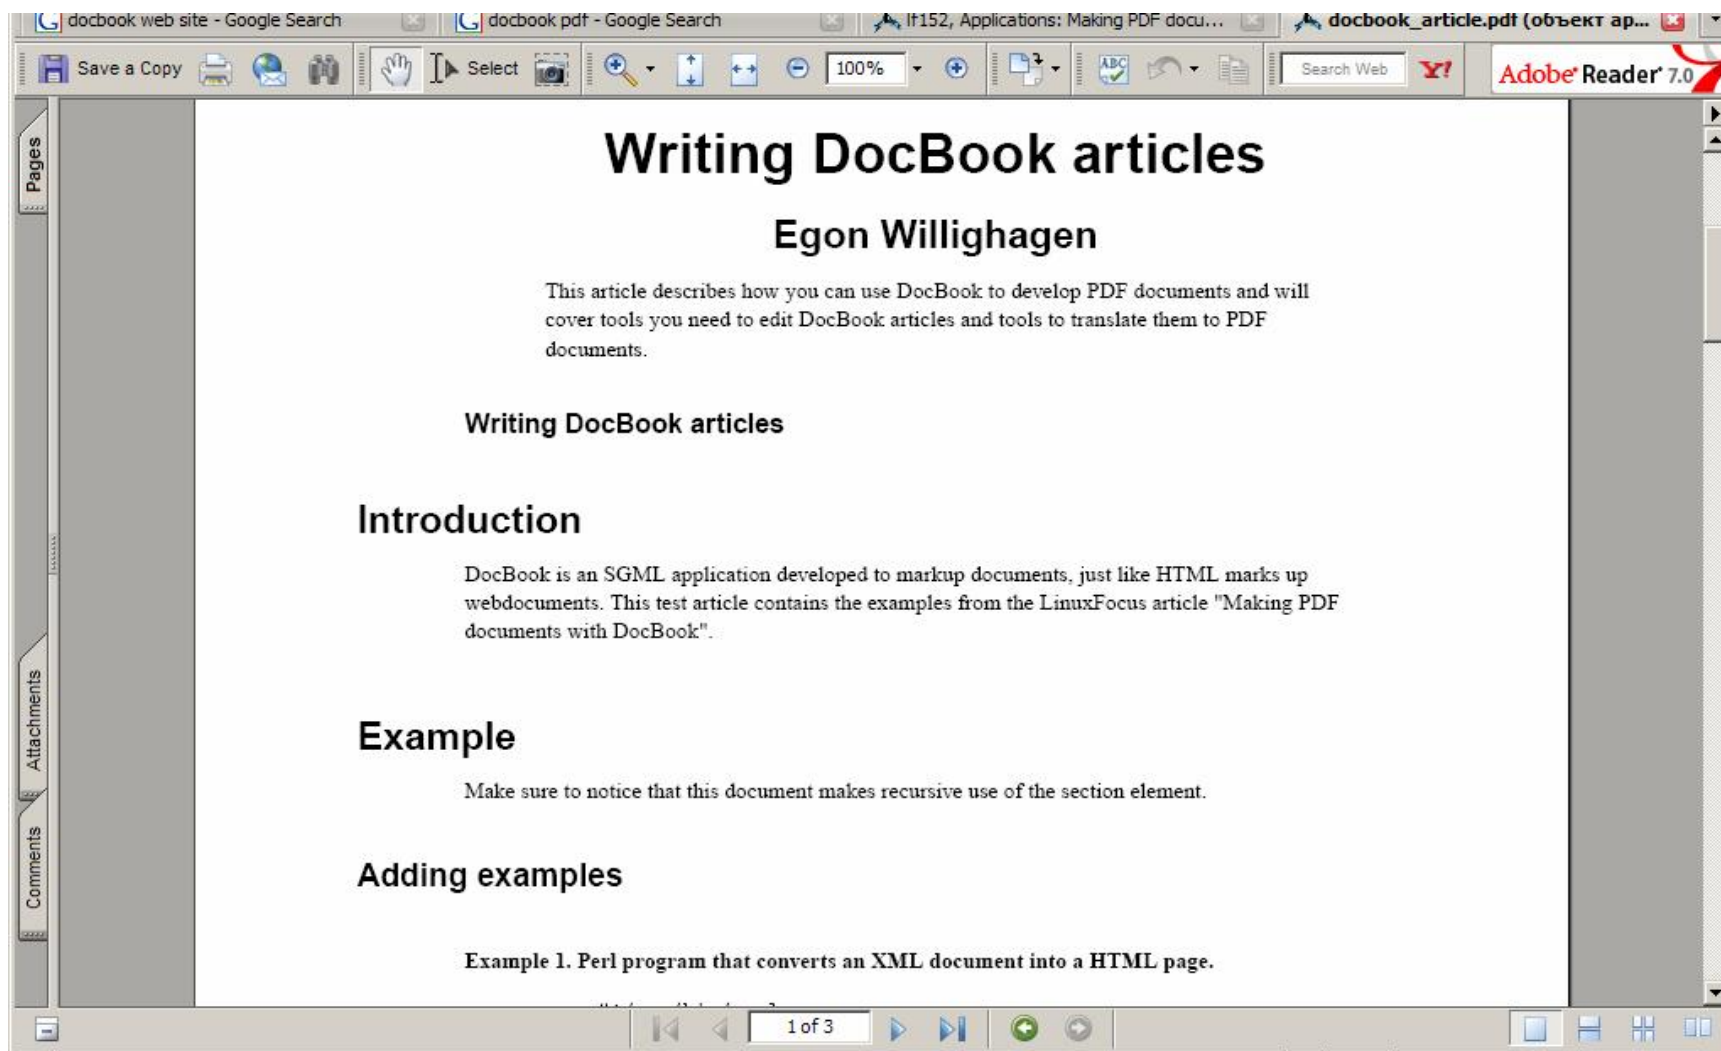 docbook web site - Google Search
docbook pdf - Google Search
lf152, Applications: Making PDF docu...
docbook_article.pdf (объект ар...
Save a Copy
Select
100%
ABC
Search Web
Y!
Adobe Reader 7.0
Pages
Writing DocBook articles
Egon Willighagen
This article describes how you can use DocBook to develop PDF documents and will
cover tools you need to edit DocBook articles and tools to translate them to PDF
documents.
Writing DocBook articles
Introduction
DocBook is an SGML application developed to markup documents, just like HTML marks up
webdocuments. This test article contains the examples from the LinuxFocus article "Making PDF
documents with DocBook".
Attachments
Example
Make sure to notice that this document makes recursive use of the section element.
Comments
Adding examples
Example 1. Perl program that converts an XML document into a HTML page.
1 of 3